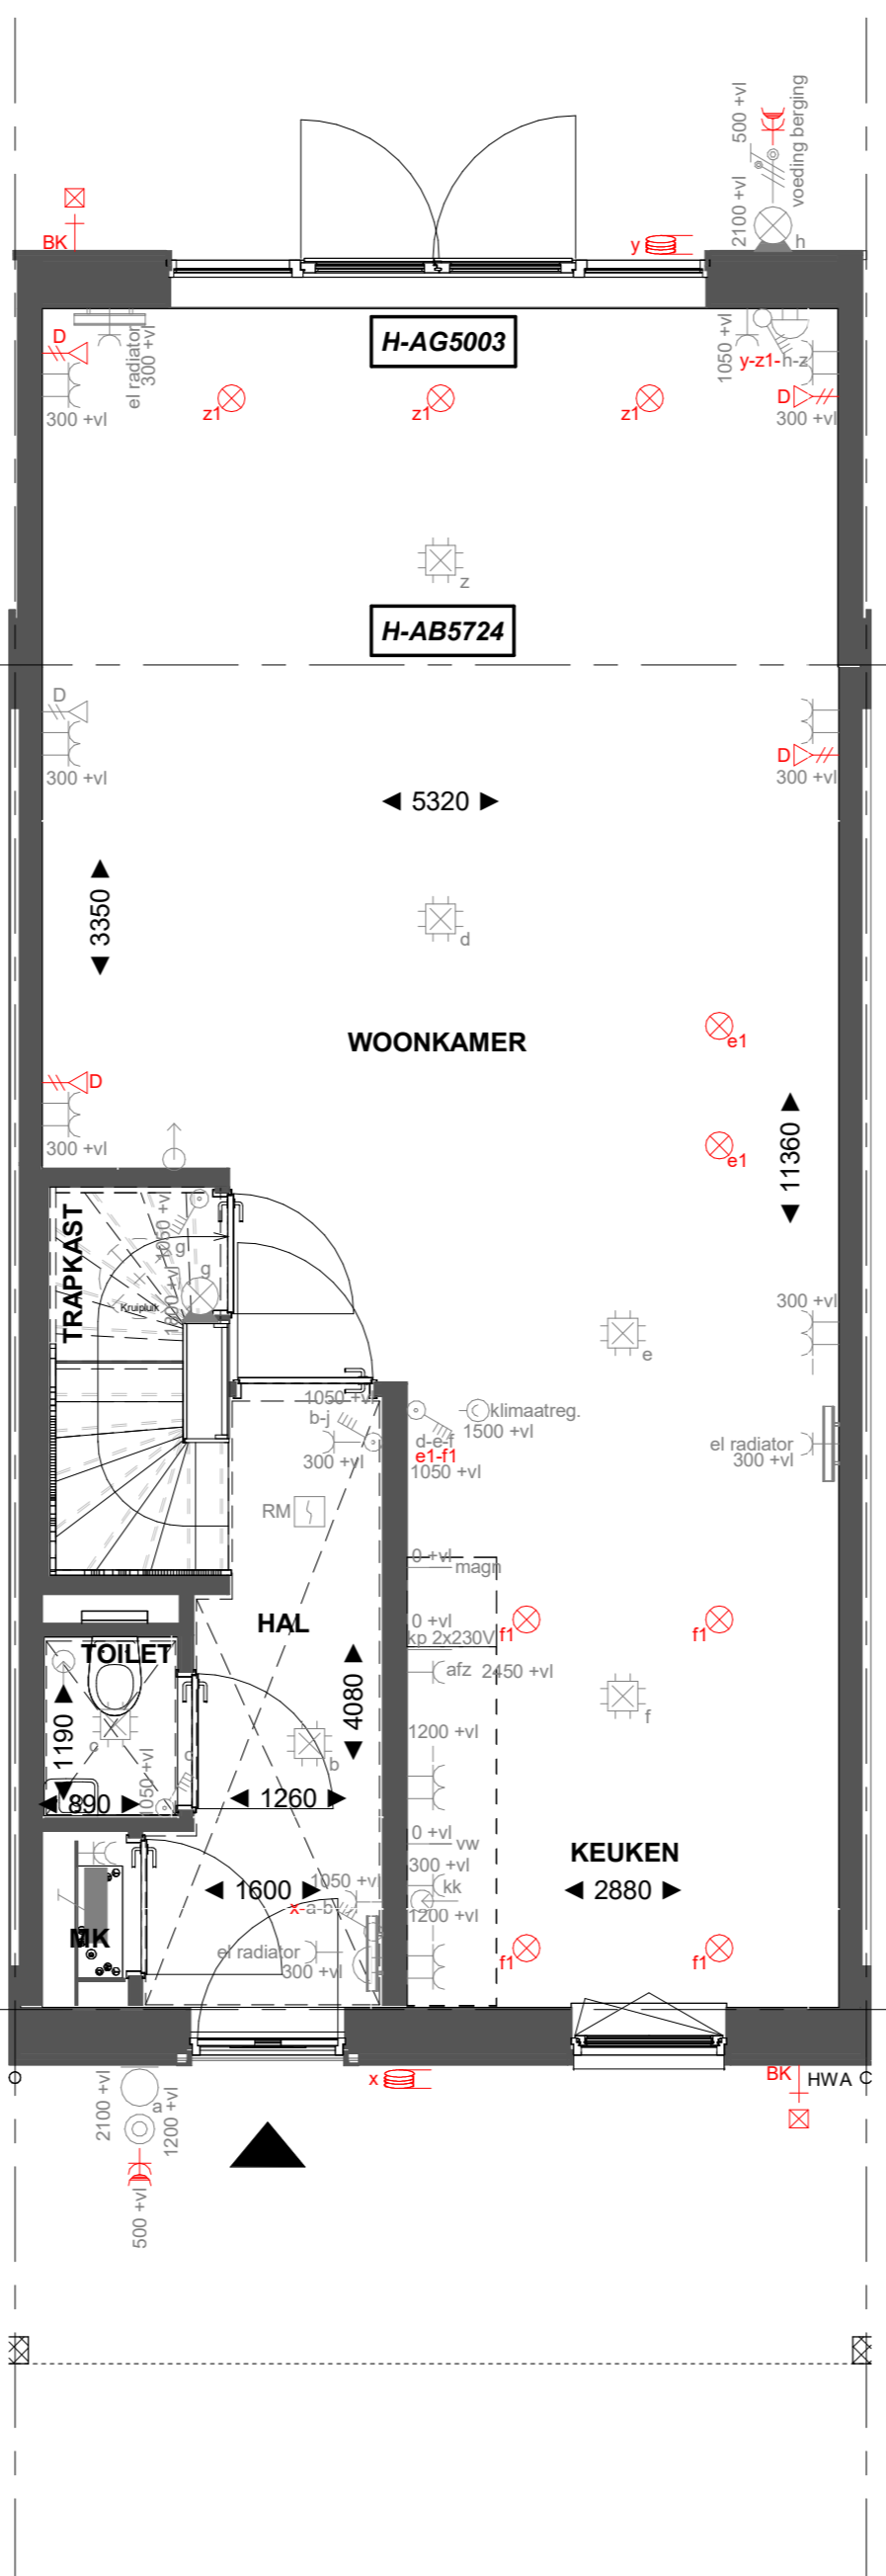 500 +vl
voeding berging
2100 +vl
h
BK
y
H-AG5003
D
el radiator
300 +vl
300 +vl
1050 +vl
y-z1-h-z
D
300 +vl
z1
z1
z1
z
H-AB5724
D
300 +vl
D
300 +vl
5320
3350
d
WOONKAMER
e1
D
300 +vl
e1
11360
TRAPKAST
1050 +vl
g
g
Kruipluik
300 +vl
e
1050 +vl
b-j
300 +vl
klimaatreg.
1500 +vl
d-e-f
e1-f1
1050 +vl
el radiator
300 +vl
RM
0 +vl
magn
HAL
0 +vl
kp 2x230V
f1
f1
TOILET
afz
2450 +vl
4080
1190
c
c
1050 +vl
f
1200 +vl
b
890
1260
0 +vl
vw
KEUKEN
300 +vl
kk
1600
1050 +vl
x-a-b
1200 +vl
2880
MK
el radiator
300 +vl
f1
f1
x
BK
HWA
2100 +vl
a
1200 +vl
500 +vl